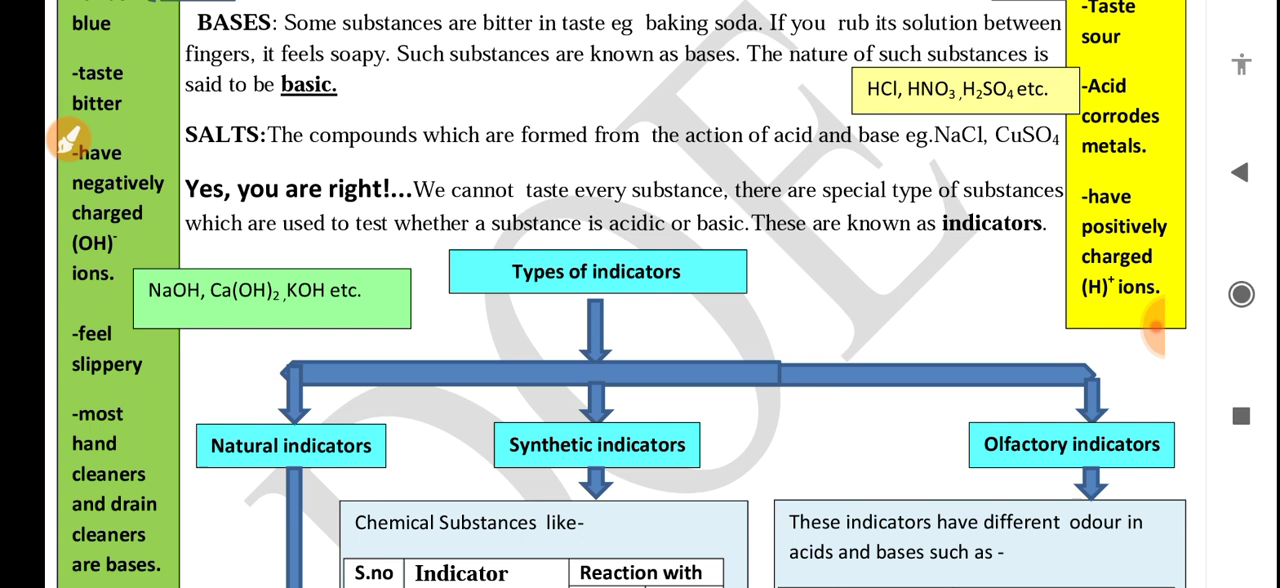 blue
-taste
bitter
-have
negatively
charged
(OH)⁻
ions.
-feel
slippery
-most
hand
cleaners
and drain
cleaners
are bases.
BASES: Some substances are bitter in taste eg baking soda. If you rub its solution between
fingers, it feels soapy. Such substances are known as bases. The nature of such substances is
said to be basic.
HCl, HNO₃ ,H₂SO₄ etc.
SALTS:The compounds which are formed from the action of acid and base eg.NaCl, CuSO₄
Yes, you are right!...We cannot taste every substance, there are special type of substances
which are used to test whether a substance is acidic or basic.These are known as indicators.
-Taste
sour
-Acid
corrodes
metals.
-have
positively
charged
(H)⁺ ions.
NaOH, Ca(OH)₂ ,KOH etc.
Types of indicators
Natural indicators
Synthetic indicators
Olfactory indicators
Chemical Substances like-
S.no Indicator Reaction with
These indicators have different odour in
acids and bases such as -
DOE